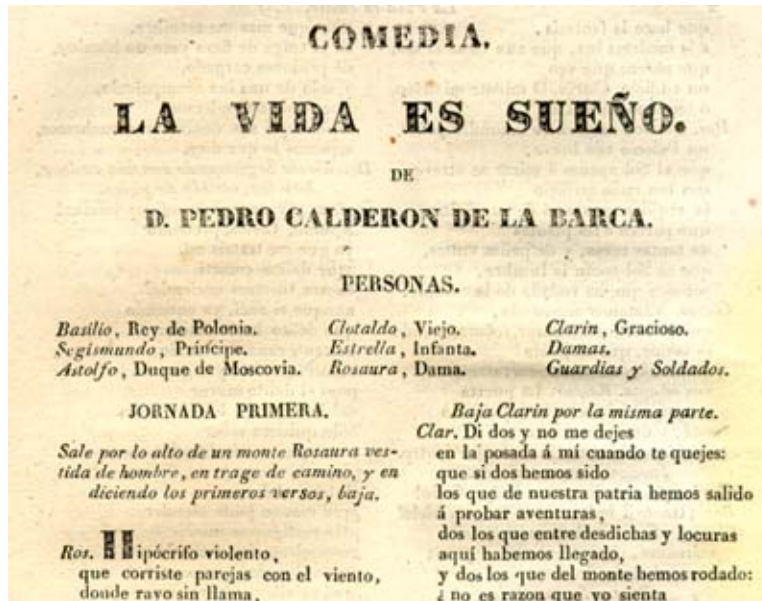 COMEDIA.
LA VIDA ES SUEÑO.
DE
D. PEDRO CALDERON DE LA BARCA.
PERSONAS.
Basilio, Rey de Polonia.
Segismundo, Príncipe.
Astolfo, Duque de Moscovia.
Clotaldo, Viejo.
Estrella, Infanta.
Rosaura, Dama.
Clarin, Gracioso.
Damas.
Guardias y Soldados.
JORNADA PRIMERA.
Sale por lo alto de un monte Rosaura ves-
tida de hombre, en trage de camino, y en
diciendo los primeros versos, baja.
Ros. Hipócrifo violento,
que corriste parejas con el viento,
donde rayo sin llama,
Baja Clarin por la misma parte.
Clar. Di dos y no me dejes
en la posada á mí cuando te quejes:
que si dos hemos sido
los que de nuestra patria hemos salido
á probar aventuras,
dos los que entre desdichas y locuras
aquí habemos llegado,
y dos los que del monte hemos rodado:
¿no es razon que yo sienta